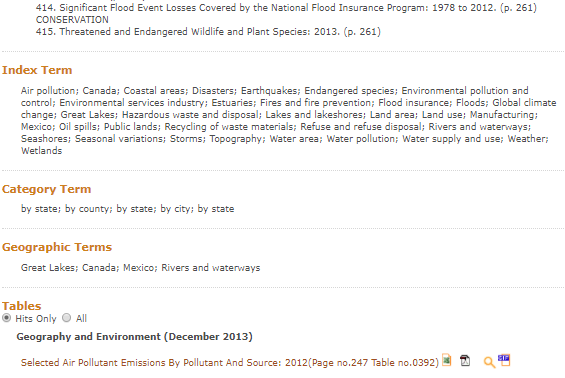 414. Significant Flood Event Losses Covered by the National Flood Insurance Program: 1978 to 2012. (p. 261)
CONSERVATION
415. Threatened and Endangered Wildlife and Plant Species: 2013. (p. 261)
Index Term
Air pollution; Canada; Coastal areas; Disasters; Earthquakes; Endangered species; Environmental pollution and
control; Environmental services industry; Estuaries; Fires and fire prevention; Flood insurance; Floods; Global climate
change; Great Lakes; Hazardous waste and disposal; Lakes and lakeshores; Land area; Land use; Manufacturing;
Mexico; Oil spills; Public lands; Recycling of waste materials; Refuse and refuse disposal; Rivers and waterways;
Seashores; Seasonal variations; Storms; Topography; Water area; Water pollution; Water supply and use; Weather;
Wetlands
Category Term
by state; by county; by state; by city; by state
Geographic Terms
Great Lakes; Canada; Mexico; Rivers and waterways
Tables
Hits Only All
Geography and Environment (December 2013)
Selected Air Pollutant Emissions By Pollutant And Source: 2012(Page no.247 Table no.0392) GIF